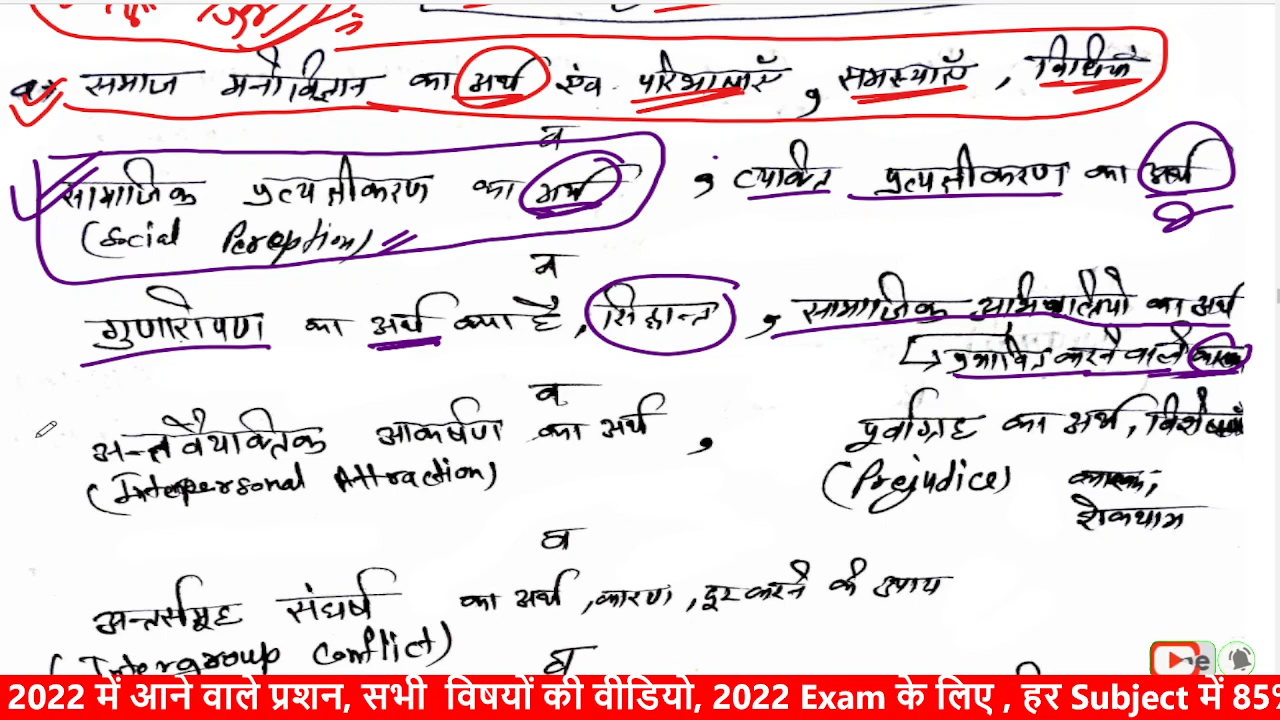 समाज मनोविज्ञान का अर्थ एंव परिभाषाएँ , समस्याएँ , विधियाँ
व
सामाजिक प्रत्यक्षीकरण का अर्थ , व्यक्ति प्रत्यक्षीकरण का अर्थ
(Social Perception)
व
गुणारोपण का अर्थ क्या है , सिद्धान्त , सामाजिक अभिवृत्तियों का अर्थ
प्रभावित करने वाले कारक
व
अन्तर्वैयाक्तिक आकर्षण का अर्थ , पूर्वाग्रह का अर्थ , विशेषताएँ
(Interpersonal Attraction) (Prejudice) कारक,
रोकथाम
व
अन्तर्समूह संघर्ष का अर्थ , कारण , दूर करने के उपाय
(Intergroup Conflict)
व
2022 में आने वाले प्रशन, सभी विषयों की वीडियो, 2022 Exam के लिए , हर Subject में 85%